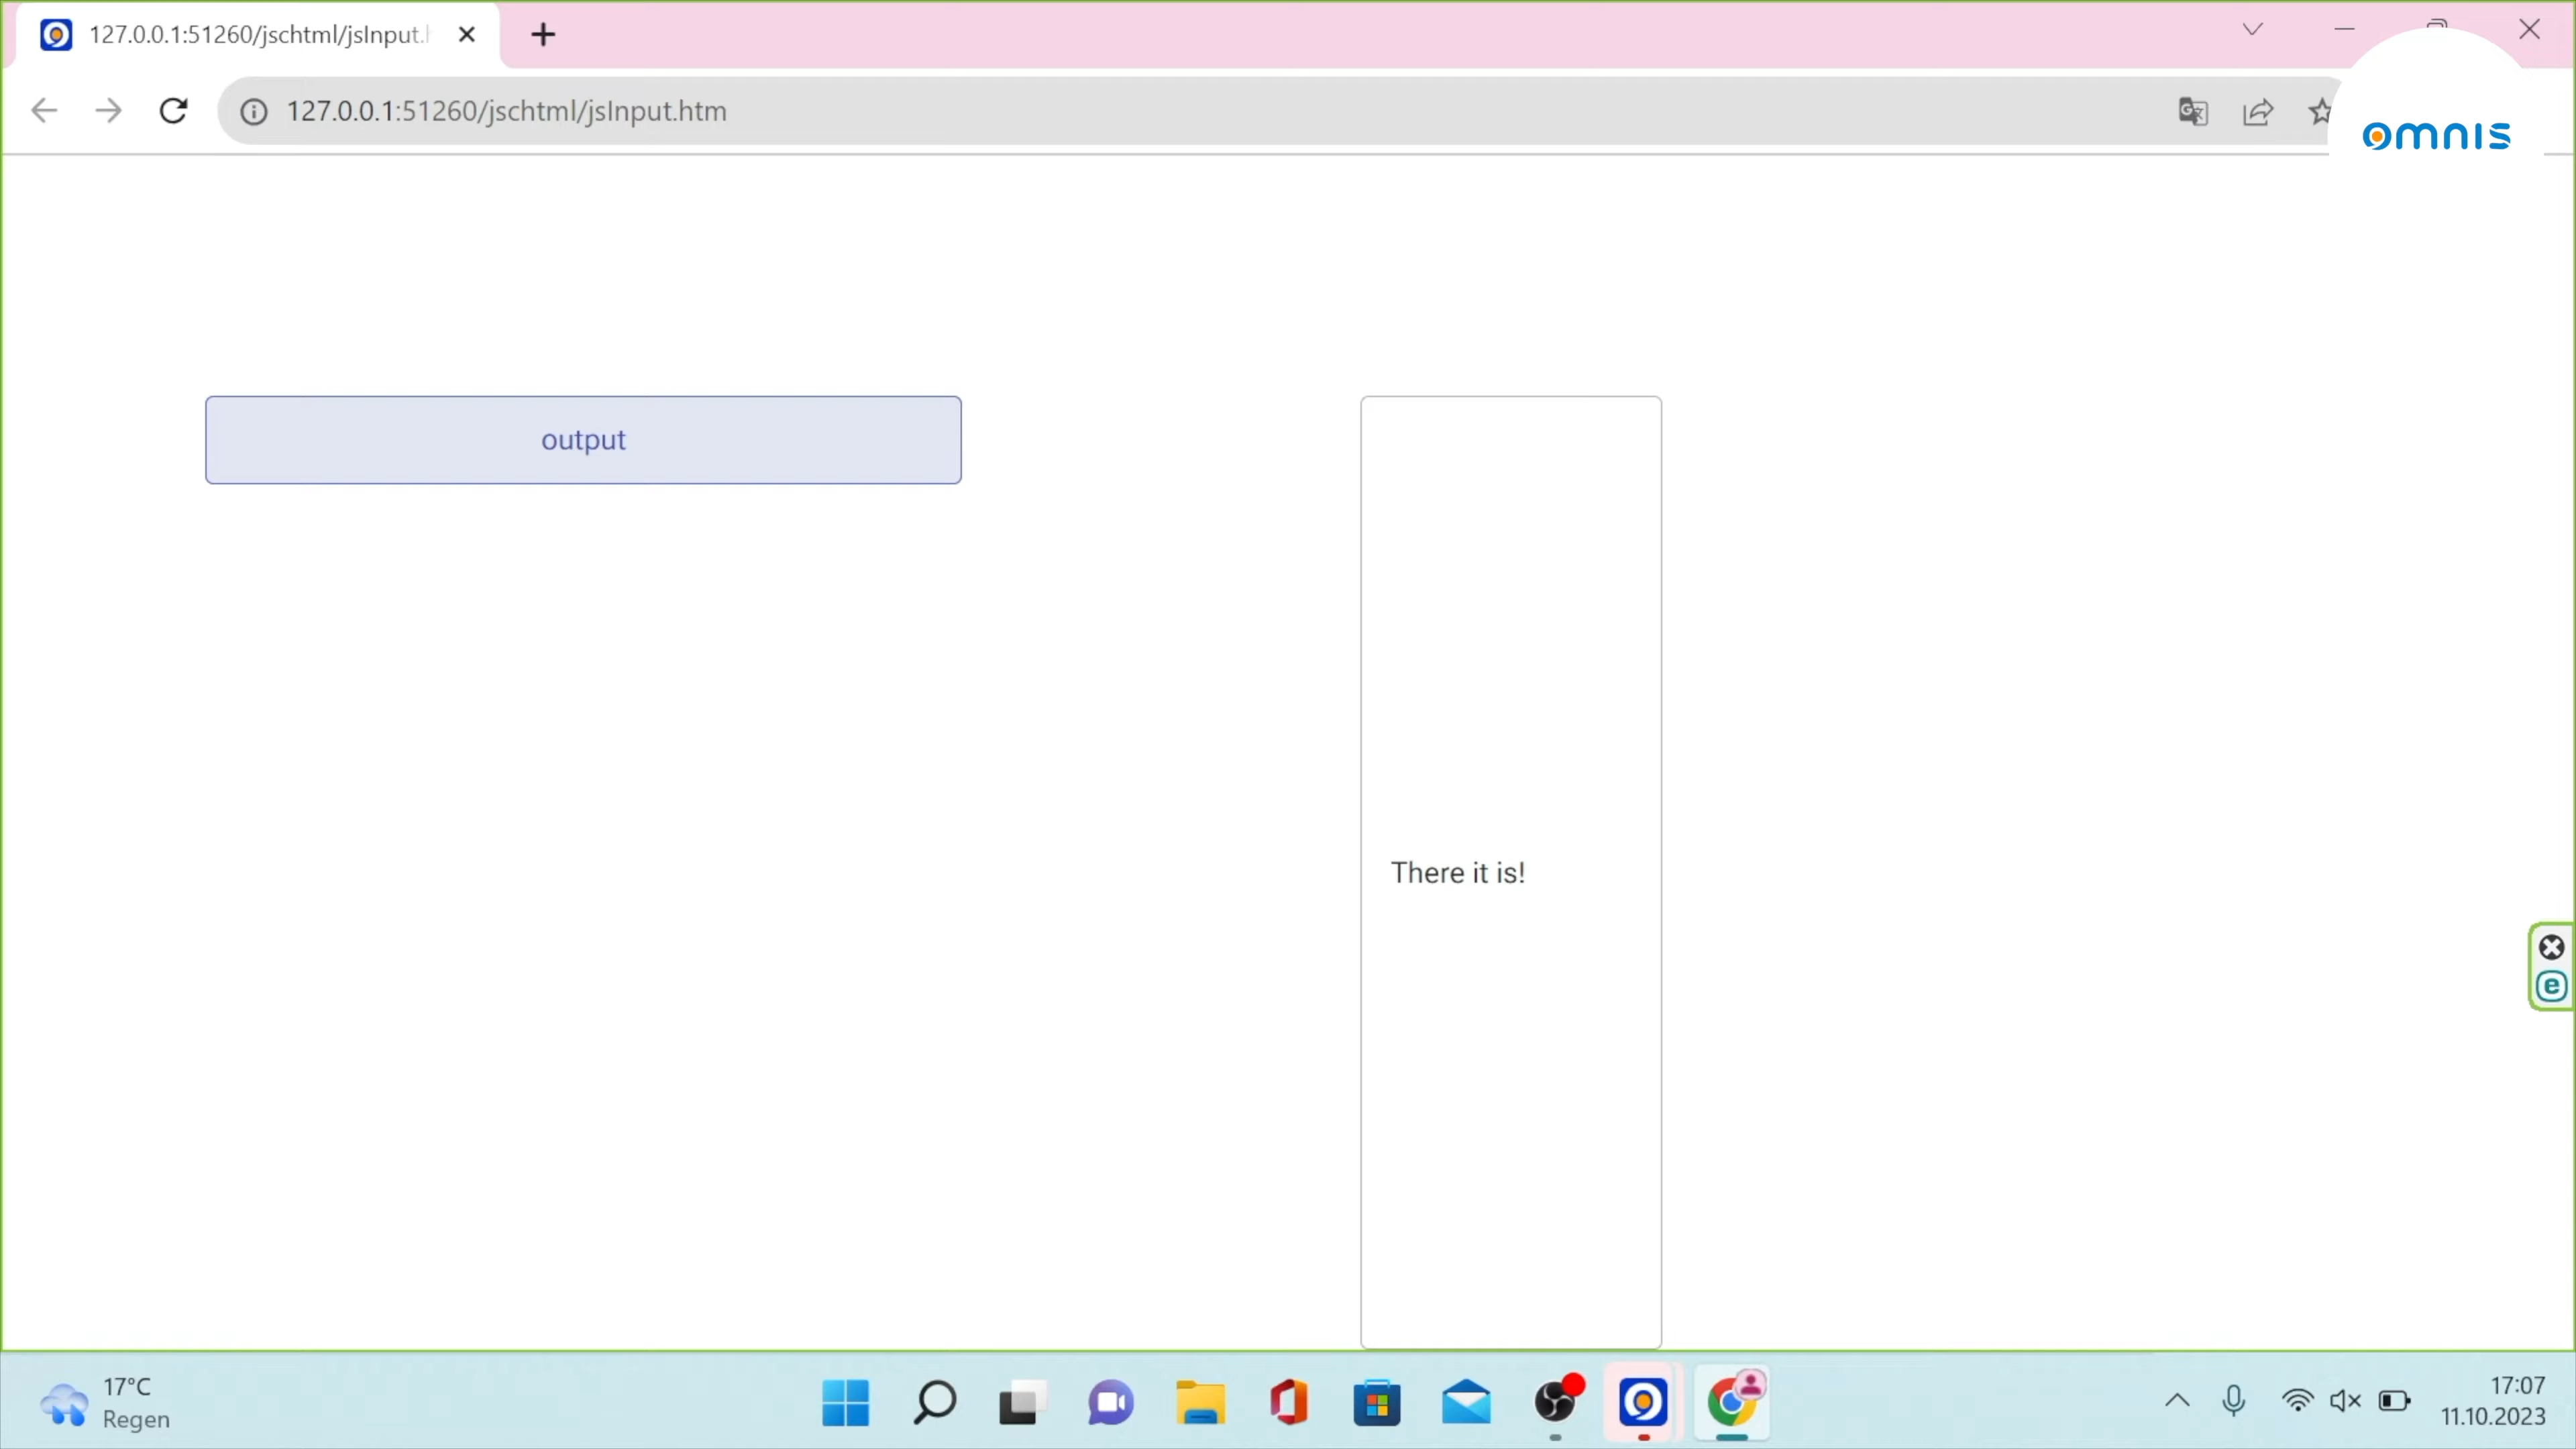 127.0.0.1:51260/jschtml/jsInput.
127.0.0.1:51260/jschtml/jsInput.htm
omnis
output
There it is!
17°C
Regen
17:07
11.10.2023